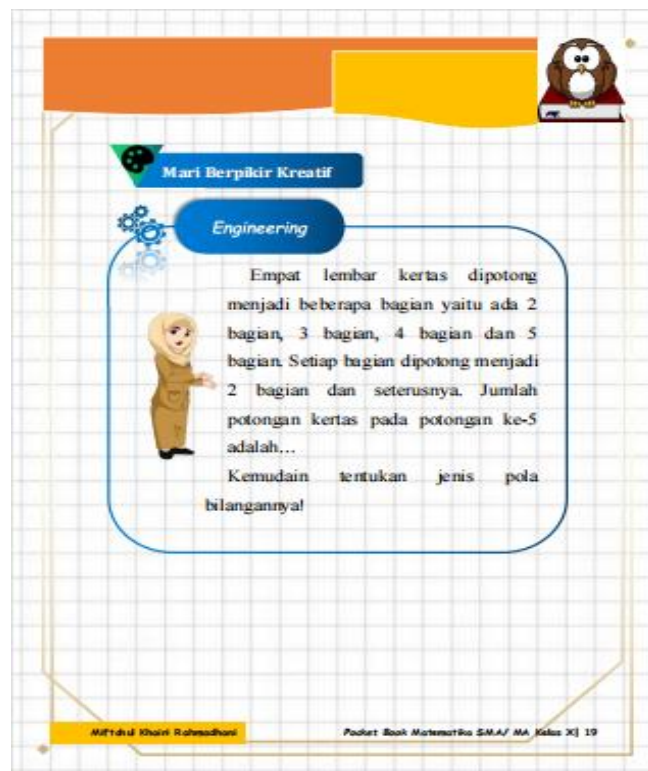 Mari Berpikir Kreatif
Engineering
Empat lembar kertas dipotong
menjadi beberapa bagian yaitu ada 2
bagian, 3 bagian, 4 bagian dan 5
bagian. Setiap bagian dipotong menjadi
2 bagian dan seterusnya. Jumlah
potongan kertas pada potongan ke-5
adalah...
Kemudain tentukan jenis pola
bilangannya!
Miftahul Khairi Rahmadhani
Pocket Book Matematika SMA/ MA Kelas X| 19